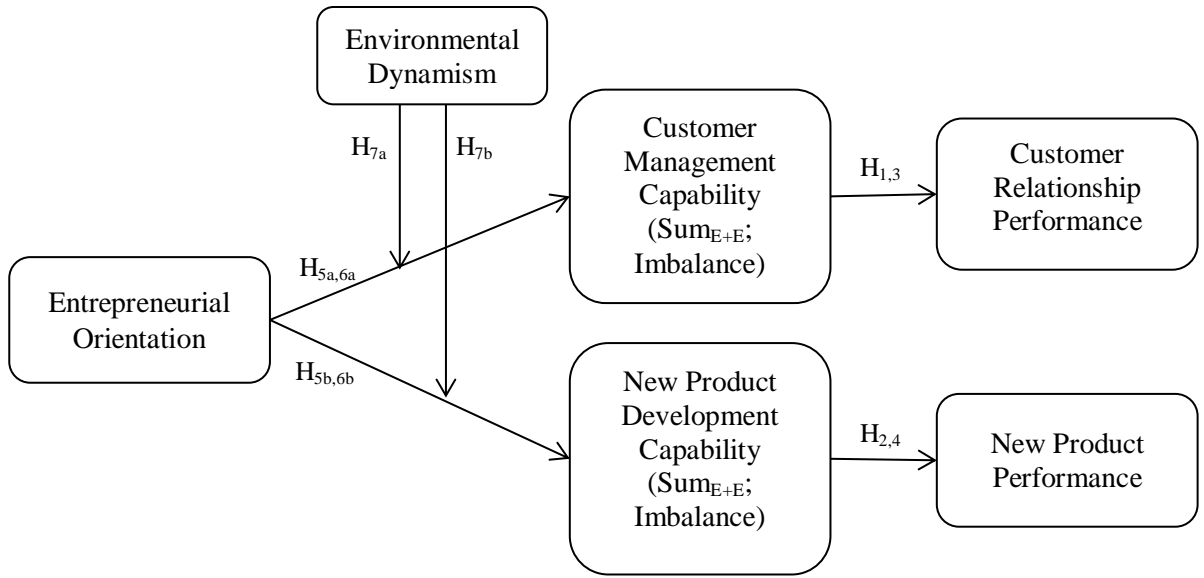 Environmental
Dynamism
H7a
H7b
Customer
Management
Capability
(SumE+E;
Imbalance)
H1,3
Customer
Relationship
Performance
Entrepreneurial
Orientation
H5a,6a
H5b,6b
New Product
Development
Capability
(SumE+E;
Imbalance)
H2,4
New Product
Performance